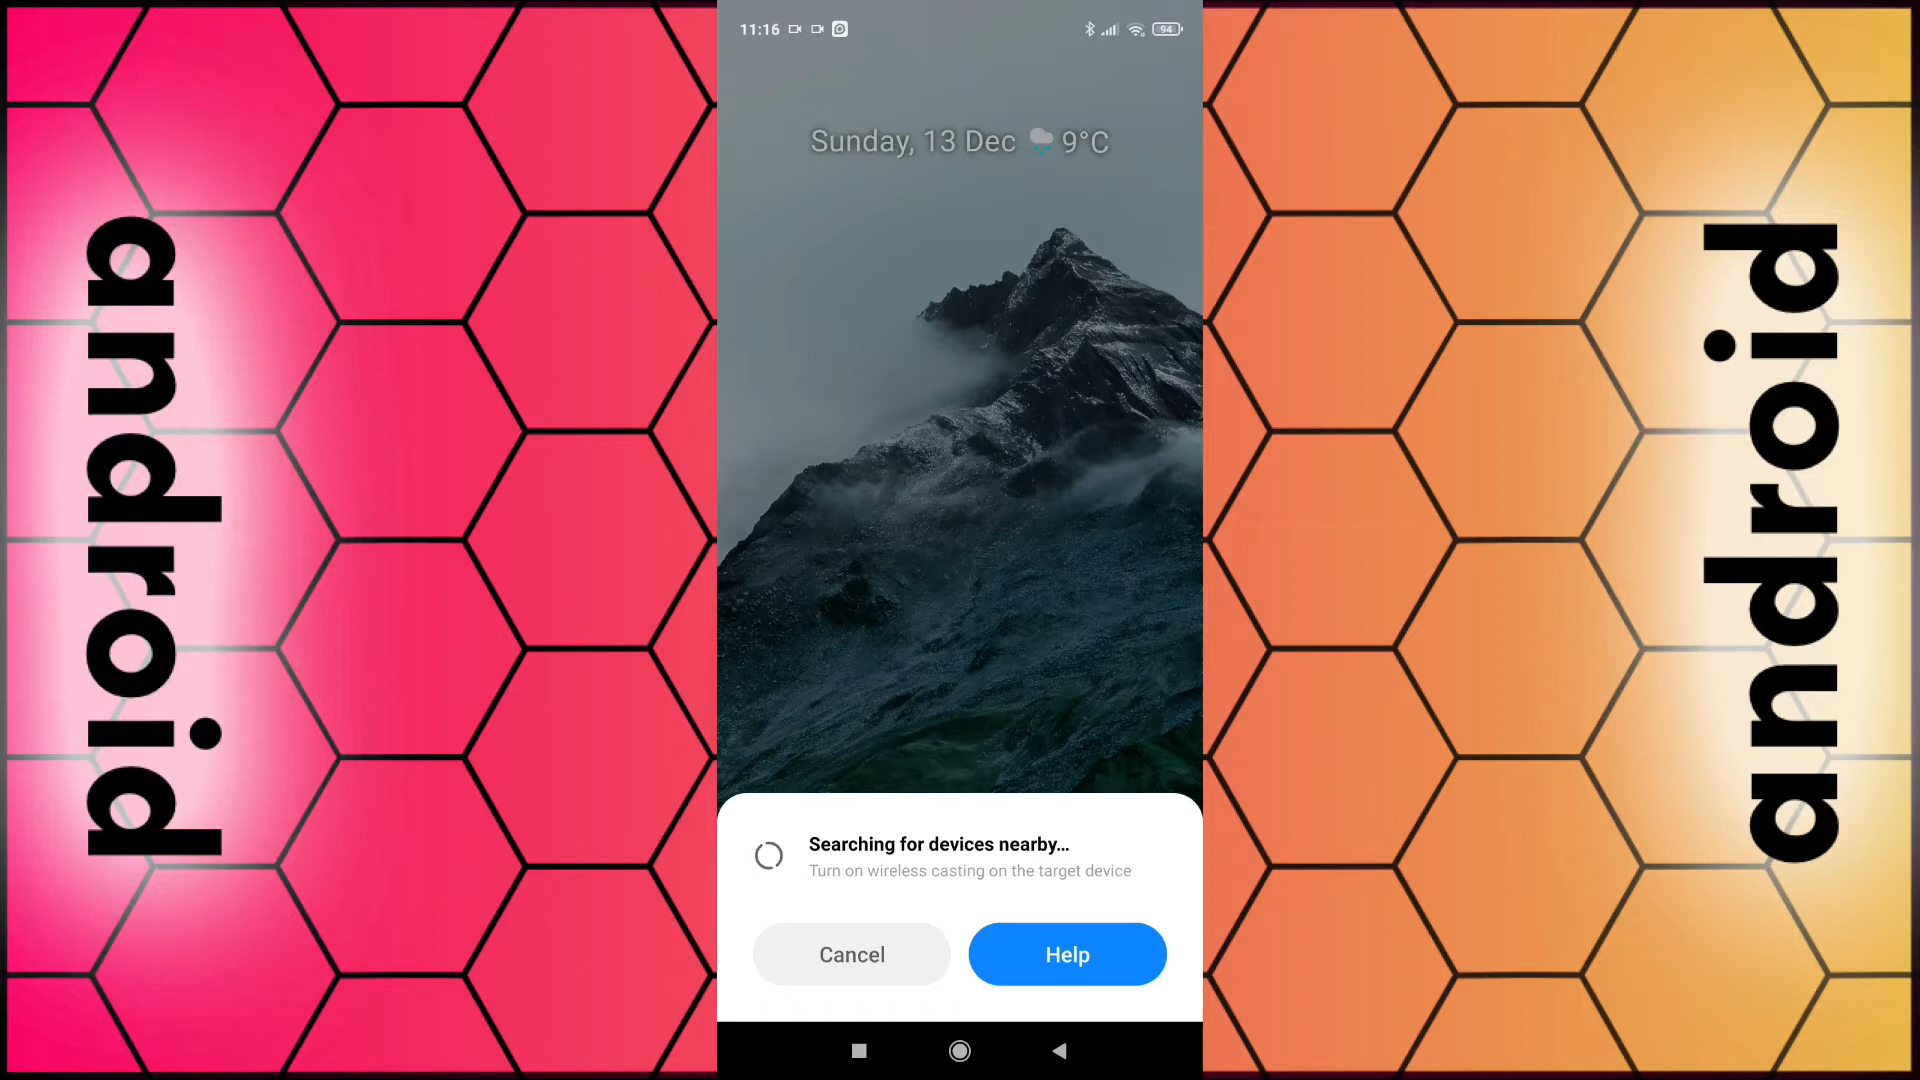 android
11:16
94
Sunday, 13 Dec 9°C
Searching for devices nearby...
Turn on wireless casting on the target device
Cancel
Help
android